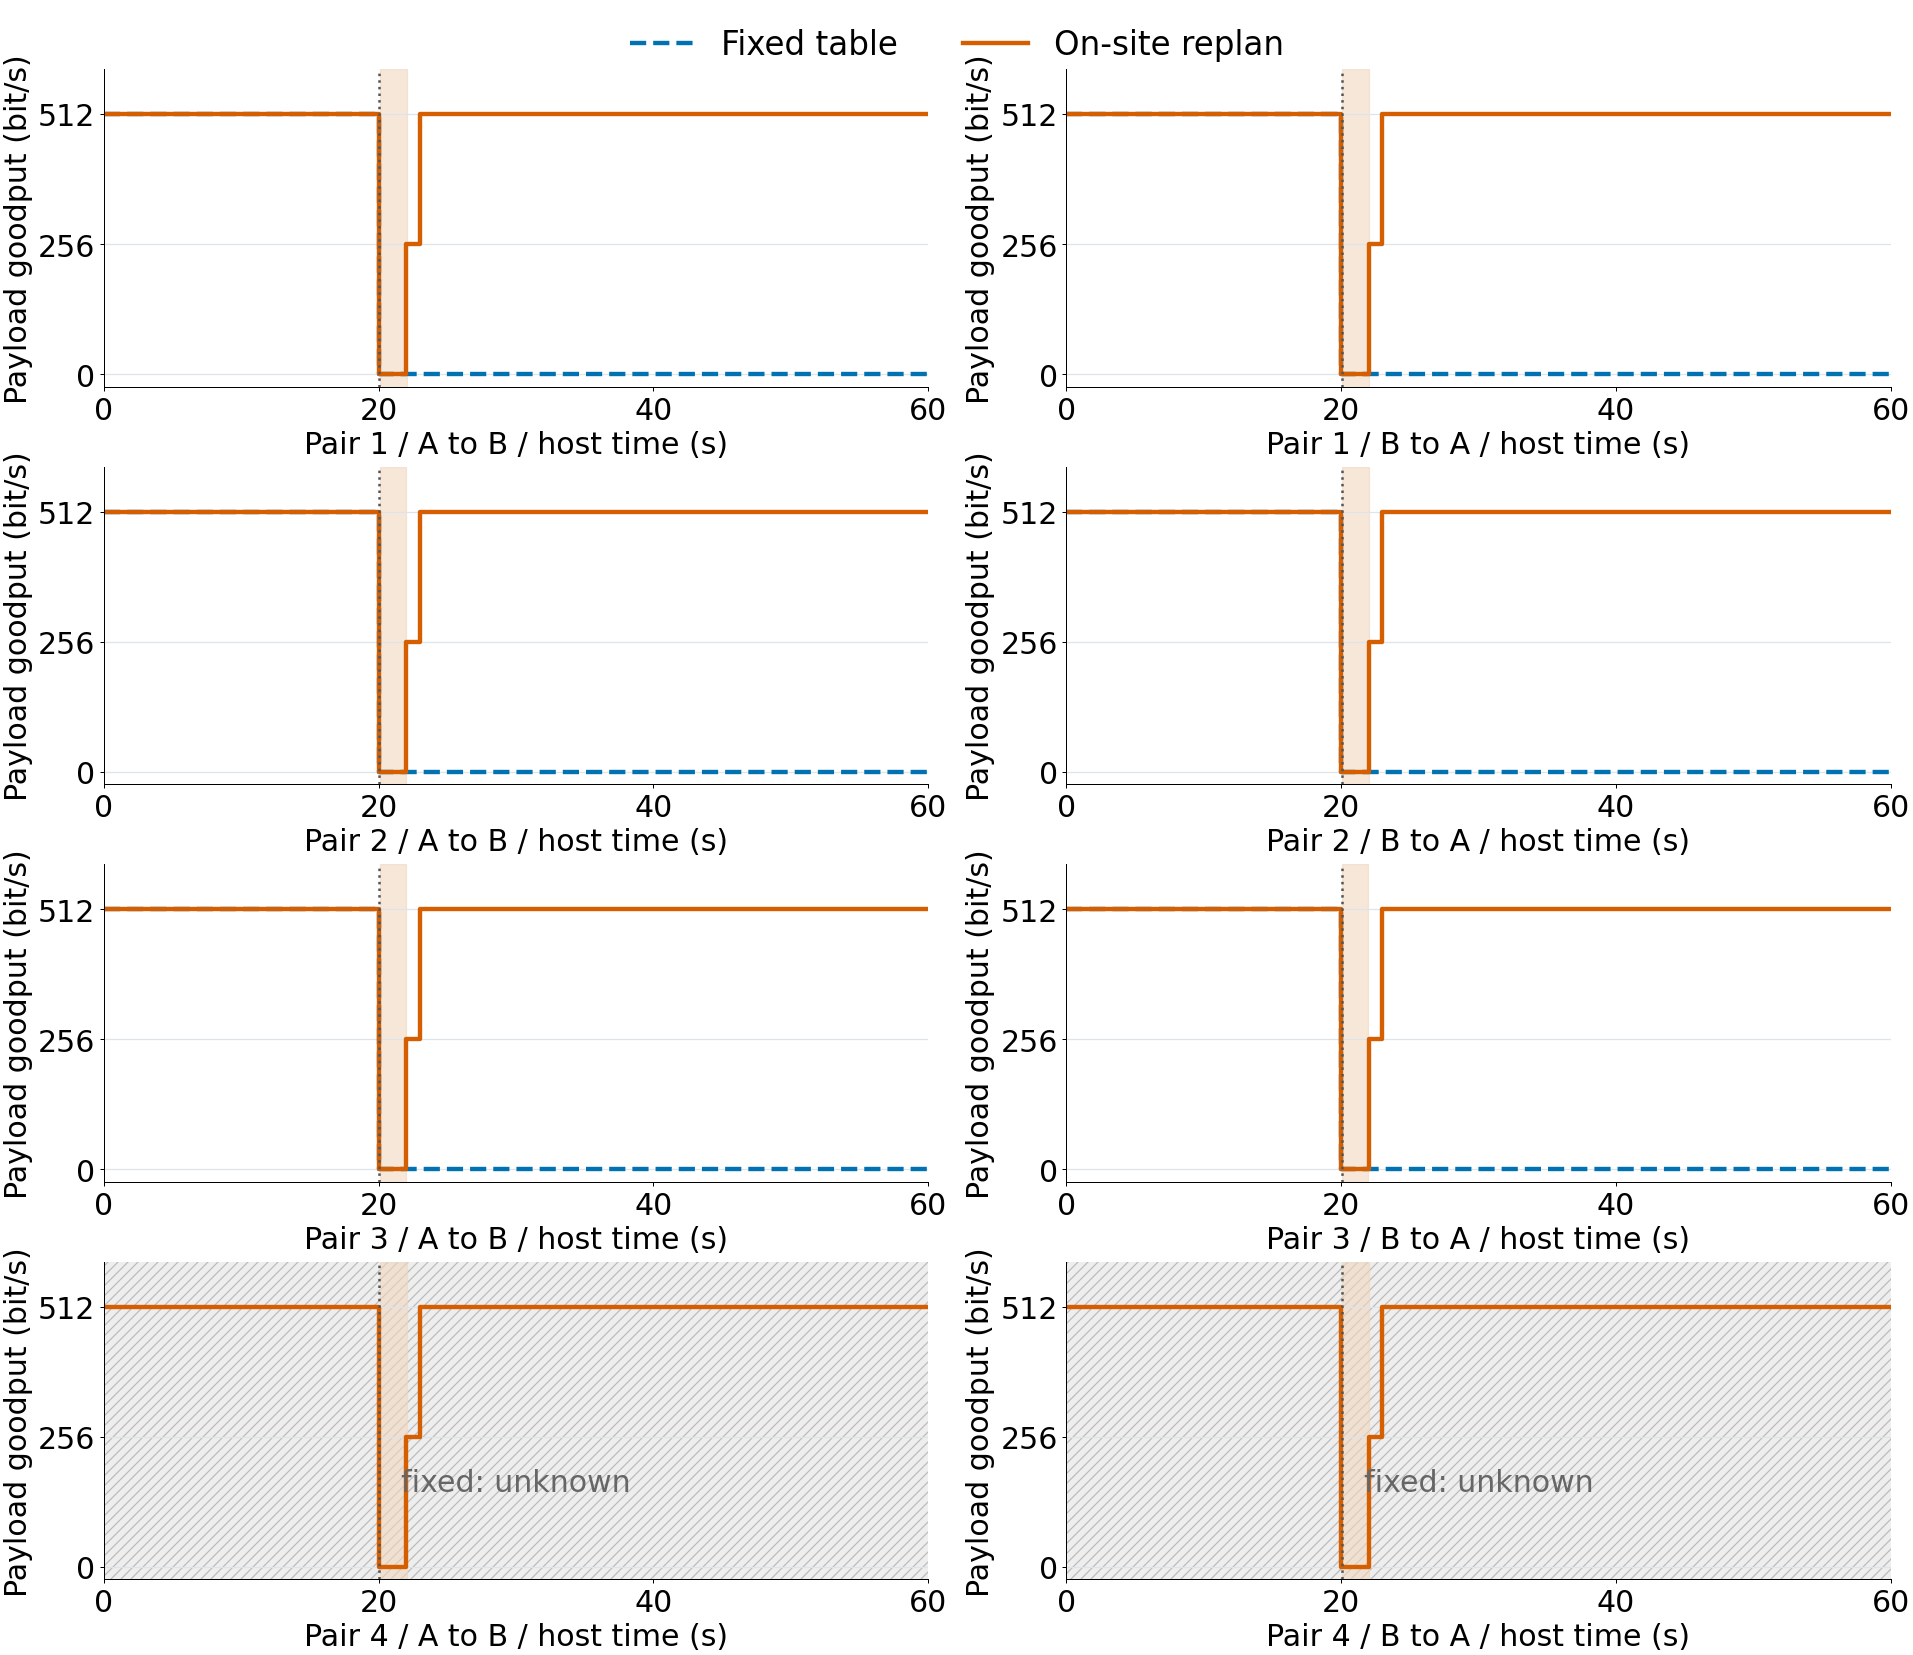 Fixed table
On-site replan
Payload goodput (bit/s)
512
256
0
0 20 40 60
Pair 1 / A to B / host time (s)
Payload goodput (bit/s)
512
256
0
0 20 40 60
Pair 1 / B to A / host time (s)
Payload goodput (bit/s)
512
256
0
0 20 40 60
Pair 2 / A to B / host time (s)
Payload goodput (bit/s)
512
256
0
0 20 40 60
Pair 2 / B to A / host time (s)
Payload goodput (bit/s)
512
256
0
0 20 40 60
Pair 3 / A to B / host time (s)
Payload goodput (bit/s)
512
256
0
0 20 40 60
Pair 3 / B to A / host time (s)
Payload goodput (bit/s)
512
256
fixed: unknown
0
0 20 40 60
Pair 4 / A to B / host time (s)
Payload goodput (bit/s)
512
256
fixed: unknown
0
0 20 40 60
Pair 4 / B to A / host time (s)